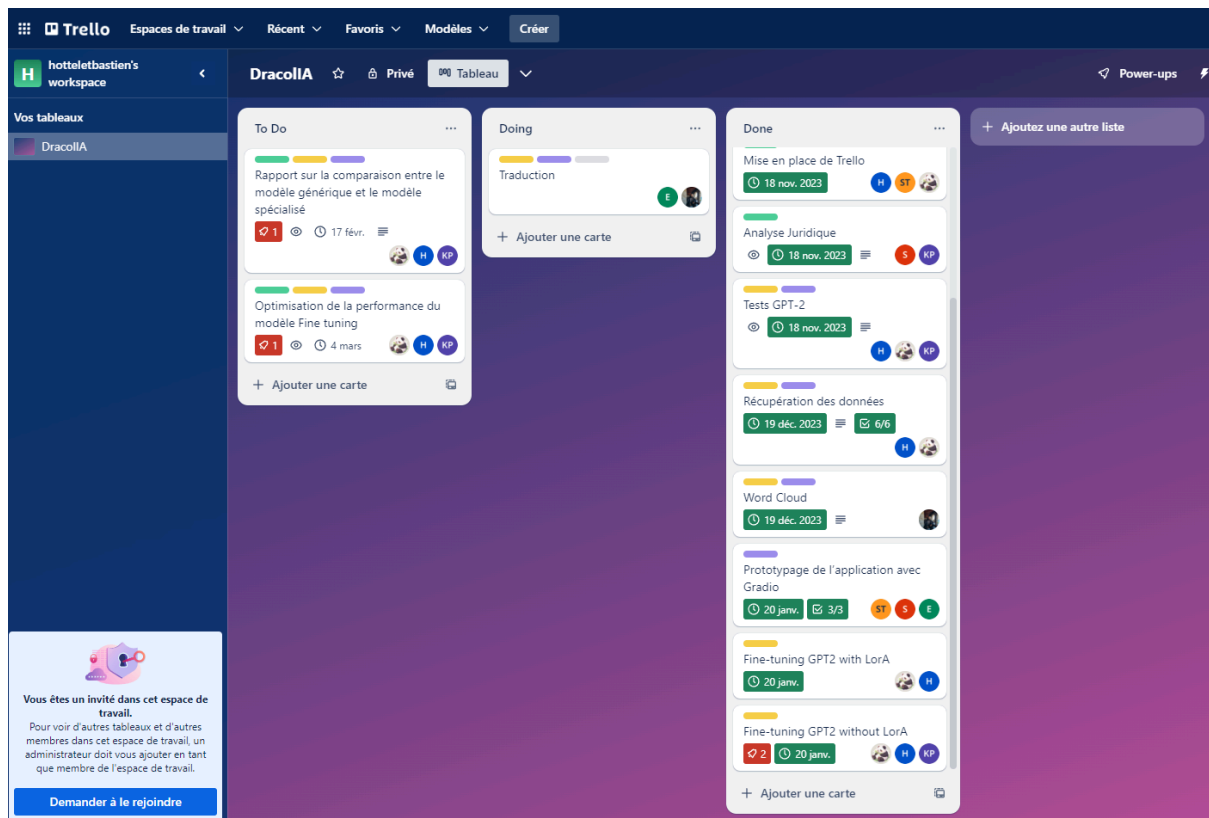 Trello
Espaces de travail
Récent
Favoris
Modèles
Créer
H
hotteletbastien's
workspace
DracollA
Privé
Tableau
Power-ups
Vos tableaux
DracollA
To Do
Rapport sur la comparaison entre le
modèle générique et le modèle
spécialisé
1
17 févr.
H
KP
Optimisation de la performance du
modèle Fine tuning
1
4 mars
H
KP
+ Ajouter une carte
Doing
Traduction
E
+ Ajouter une carte
Done
Mise en place de Trello
18 nov. 2023
H
ST
Analyse Juridique
18 nov. 2023
S
KP
Tests GPT-2
18 nov. 2023
H
KP
Récupération des données
19 déc. 2023
6/6
H
Word Cloud
19 déc. 2023
Prototypage de l'application avec
Gradio
20 janv.
3/3
ST
S
E
Fine-tuning GPT2 with LorA
20 janv.
H
Fine-tuning GPT2 without LorA
2
20 janv.
H
KP
+ Ajouter une carte
+ Ajoutez une autre liste
Vous êtes un invité dans cet espace de
travail.
Pour voir d'autres tableaux et d'autres
membres dans cet espace de travail, un
administrateur doit vous ajouter en tant
que membre de l'espace de travail.
Demander à le rejoindre